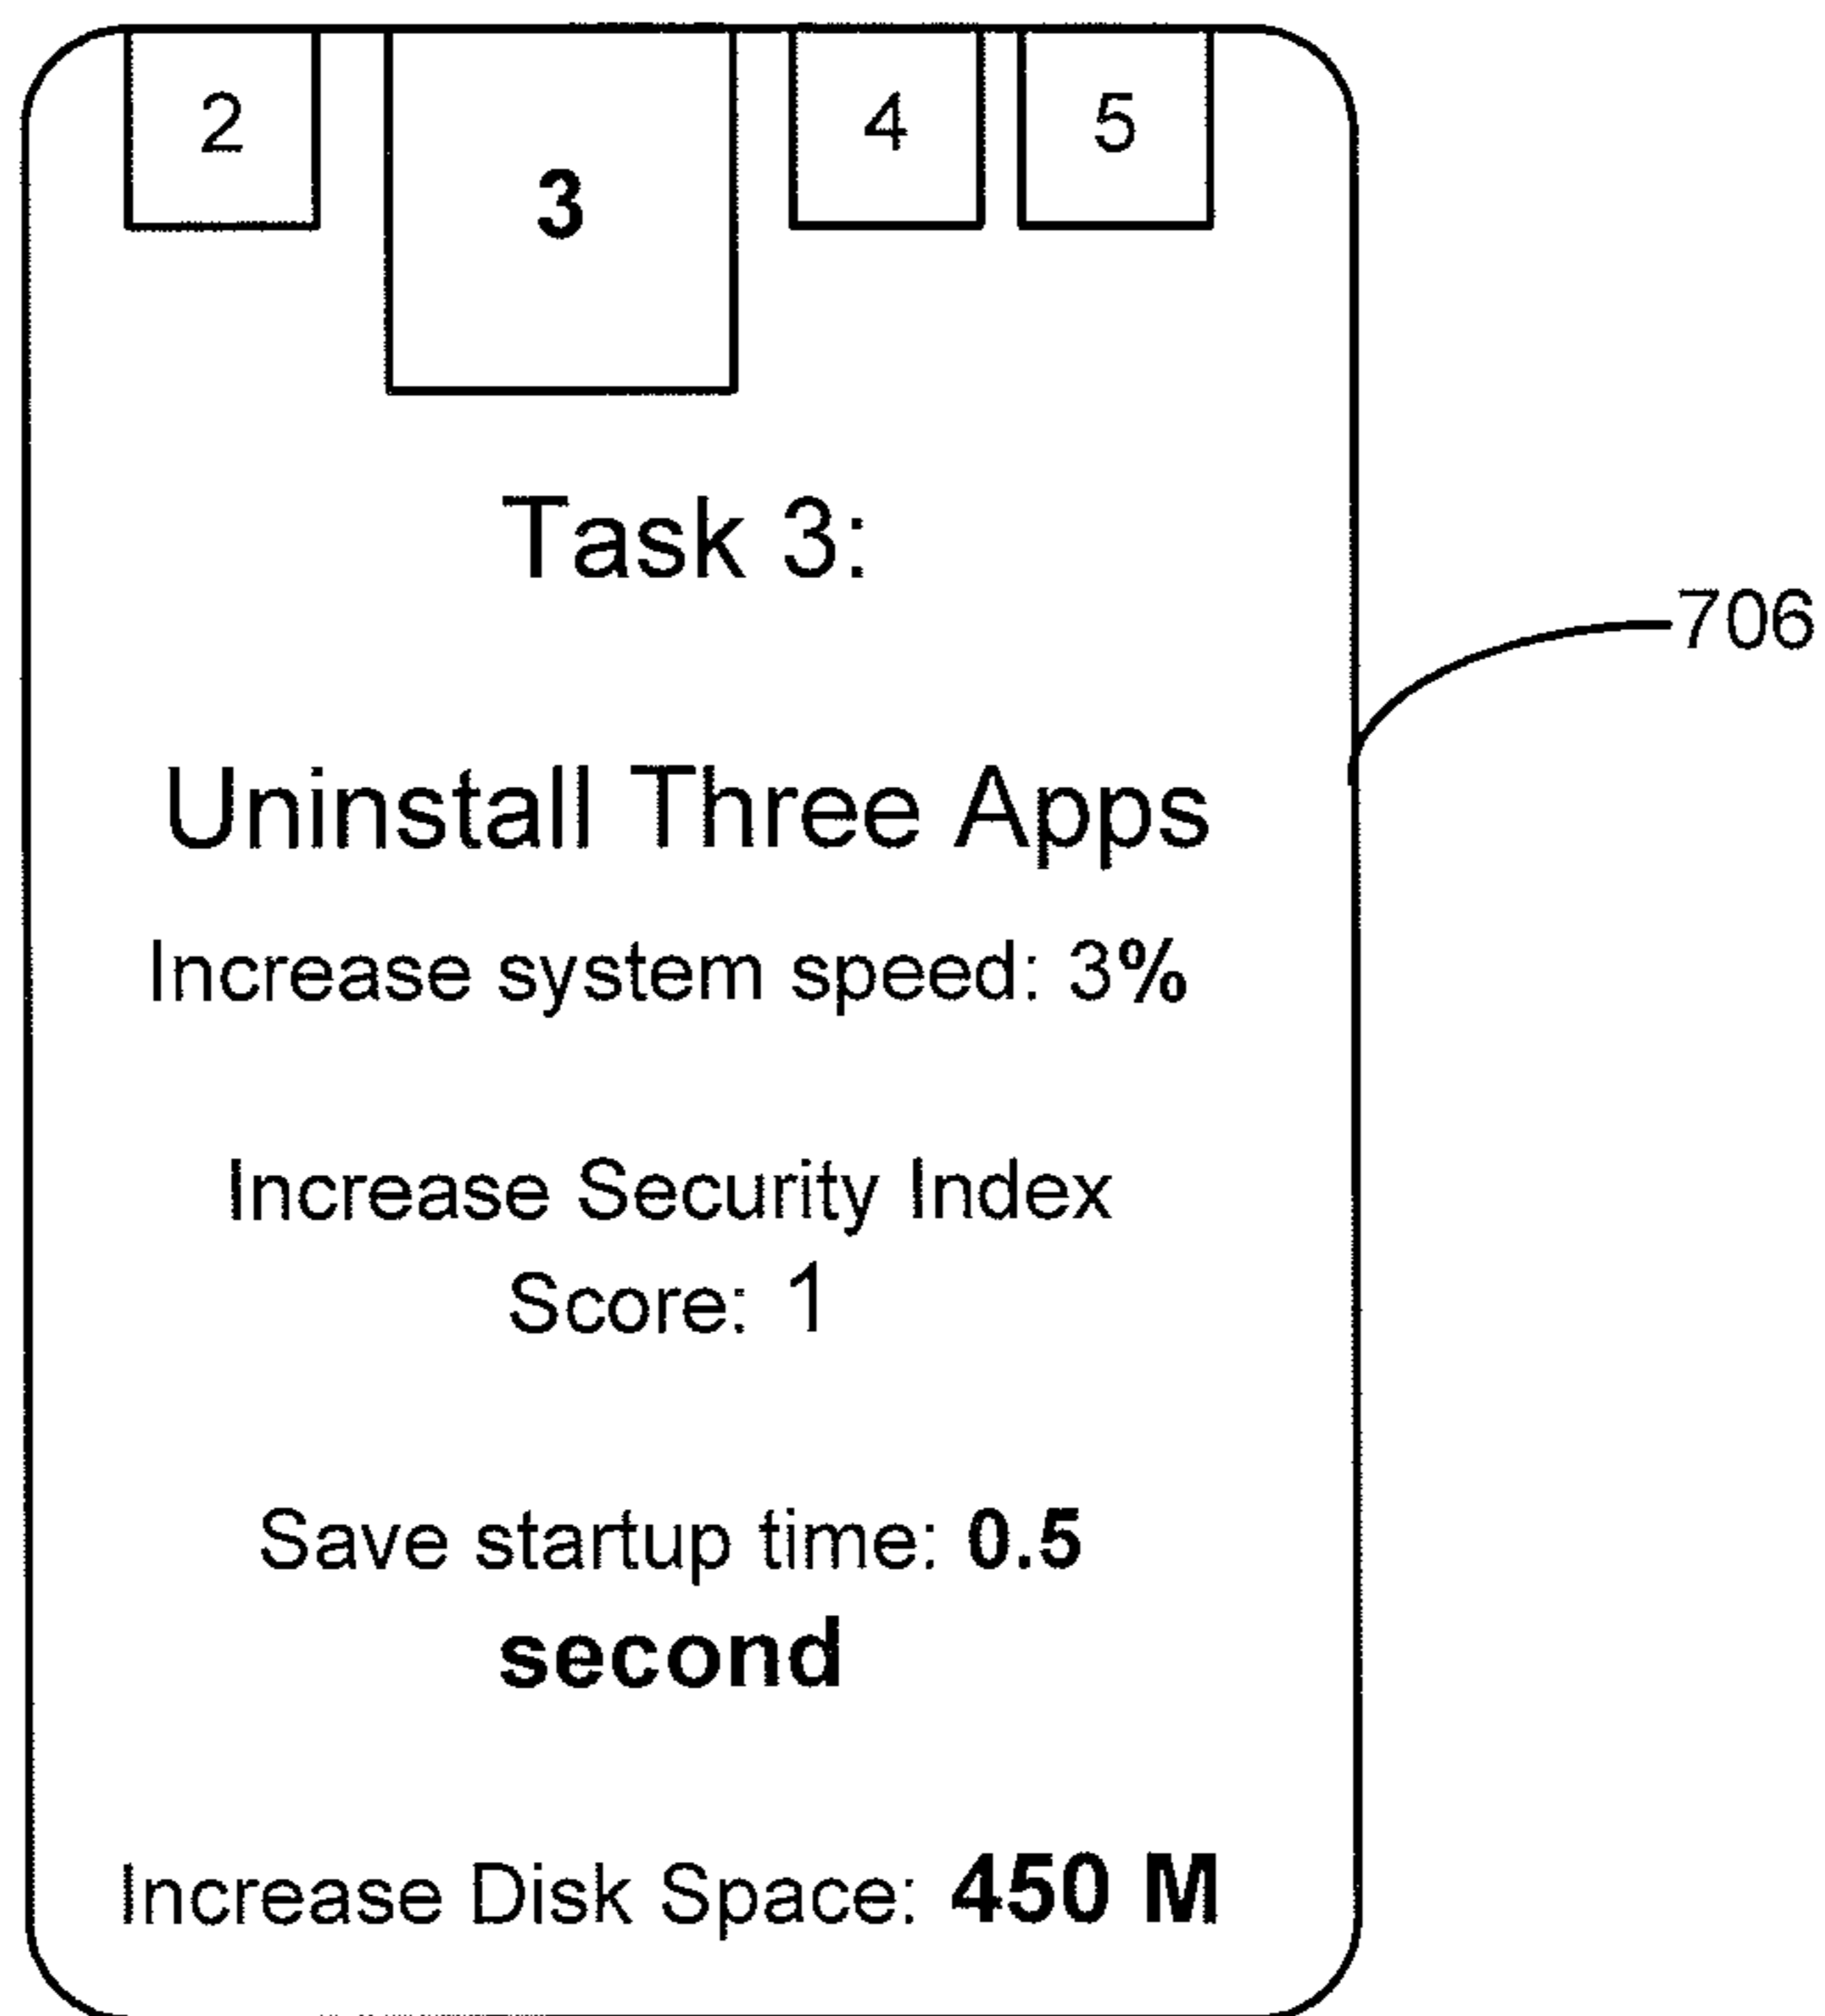 2
3
4
5
Task 3:
706
Uninstall Three Apps
Increase system speed: 3%
Increase Security Index
Score: 1
Save startup time: 0.5
second
Increase Disk Space: 450 M